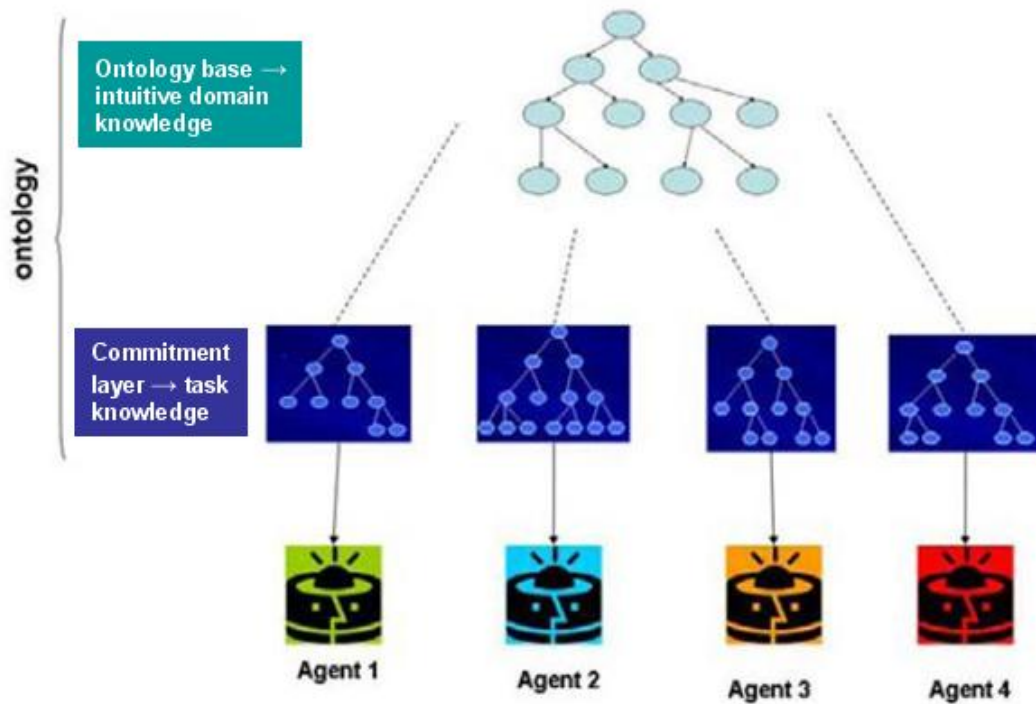 Ontology base →
intuitive domain
knowledge
ontology
Commitment
layer → task
knowledge
Agent 1
Agent 2
Agent 3
Agent 4